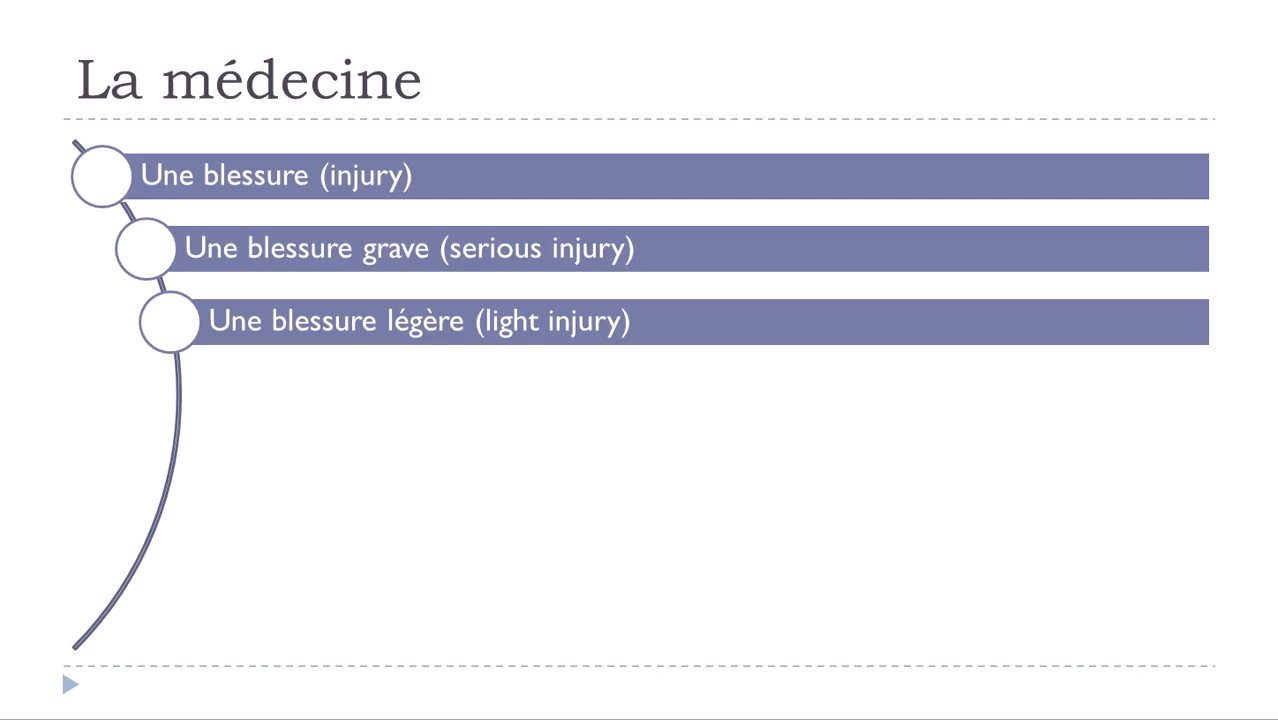 La médecine
Une blessure (injury)
Une blessure grave (serious injury)
Une blessure légère (light injury)